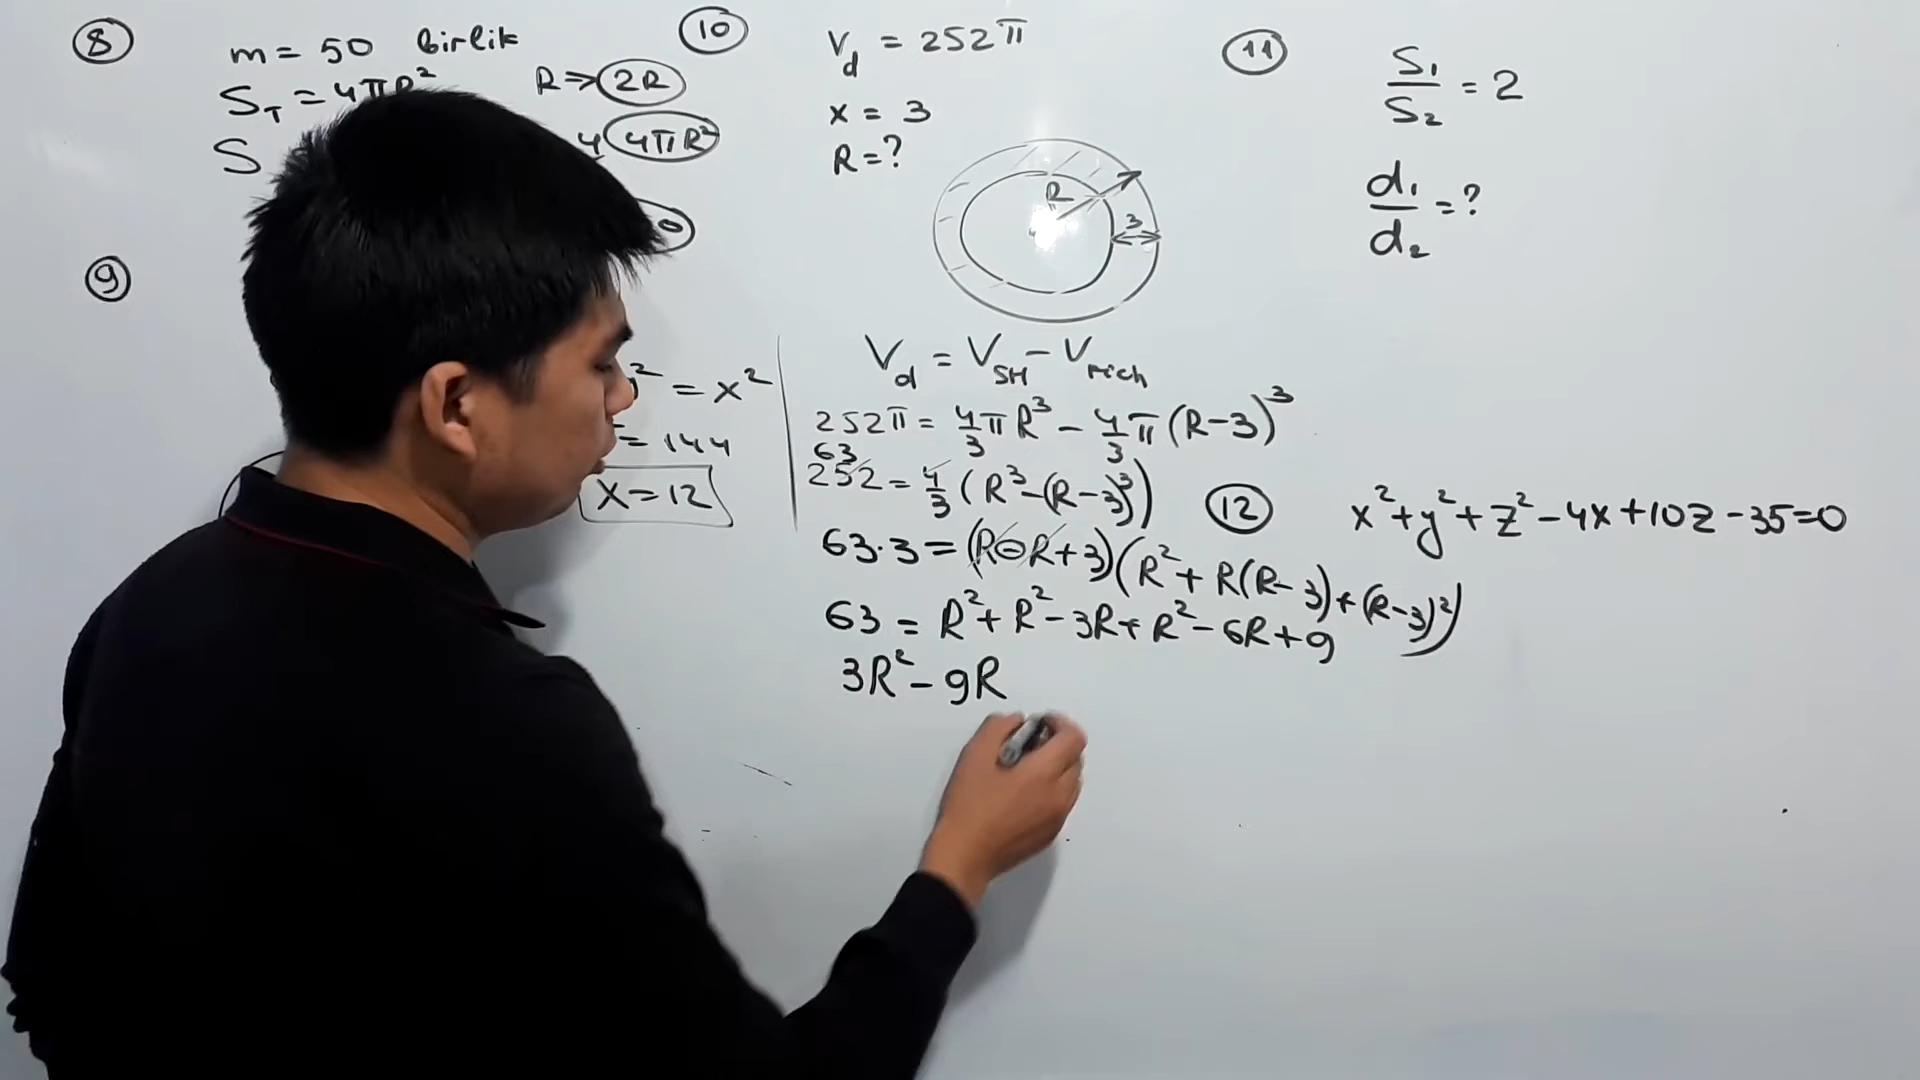 8
m = 50 birlik
S_T = 4πR²
R ⇒ 2R
S 4 4πR²
0
9
² = x²
= 144
x = 12
10
V_d = 252π
x = 3
R = ?
R
3
V_d = V_SH - V_rich
252π = 4/3 π R³ - 4/3 π (R-3)³
63
252 = 4/3 (R³ - (R-3)³)
63·3 = (R - R + 3)(R² + R(R-3) + (R-3)²)
63 = R² + R² - 3R + R² - 6R + 9
3R² - 9R
11
S₁/S₂ = 2
d₁/d₂ = ?
12
x² + y² + z² - 4x + 10z - 35 = 0